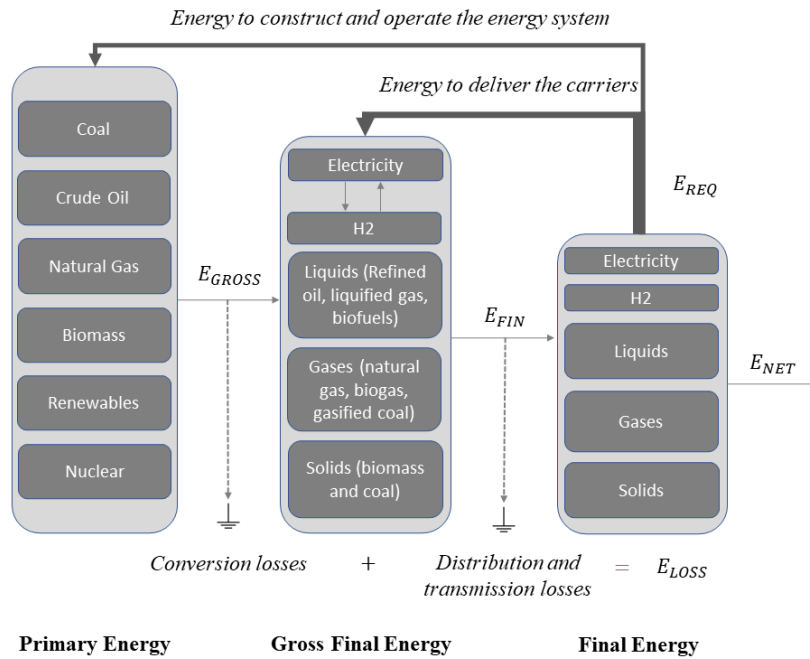 Energy to construct and operate the energy system
Energy to deliver the carriers
Coal
Crude Oil
Natural Gas
Biomass
Renewables
Nuclear
E_GROSS
Electricity
H2
Liquids (Refined
oil, liquified gas,
biofuels)
Gases (natural
gas, biogas,
gasified coal)
Solids (biomass
and coal)
E_FIN
E_REQ
Electricity
H2
Liquids
Gases
Solids
E_NET
Conversion losses + Distribution and
transmission losses = E_LOSS
Primary Energy Gross Final Energy Final Energy